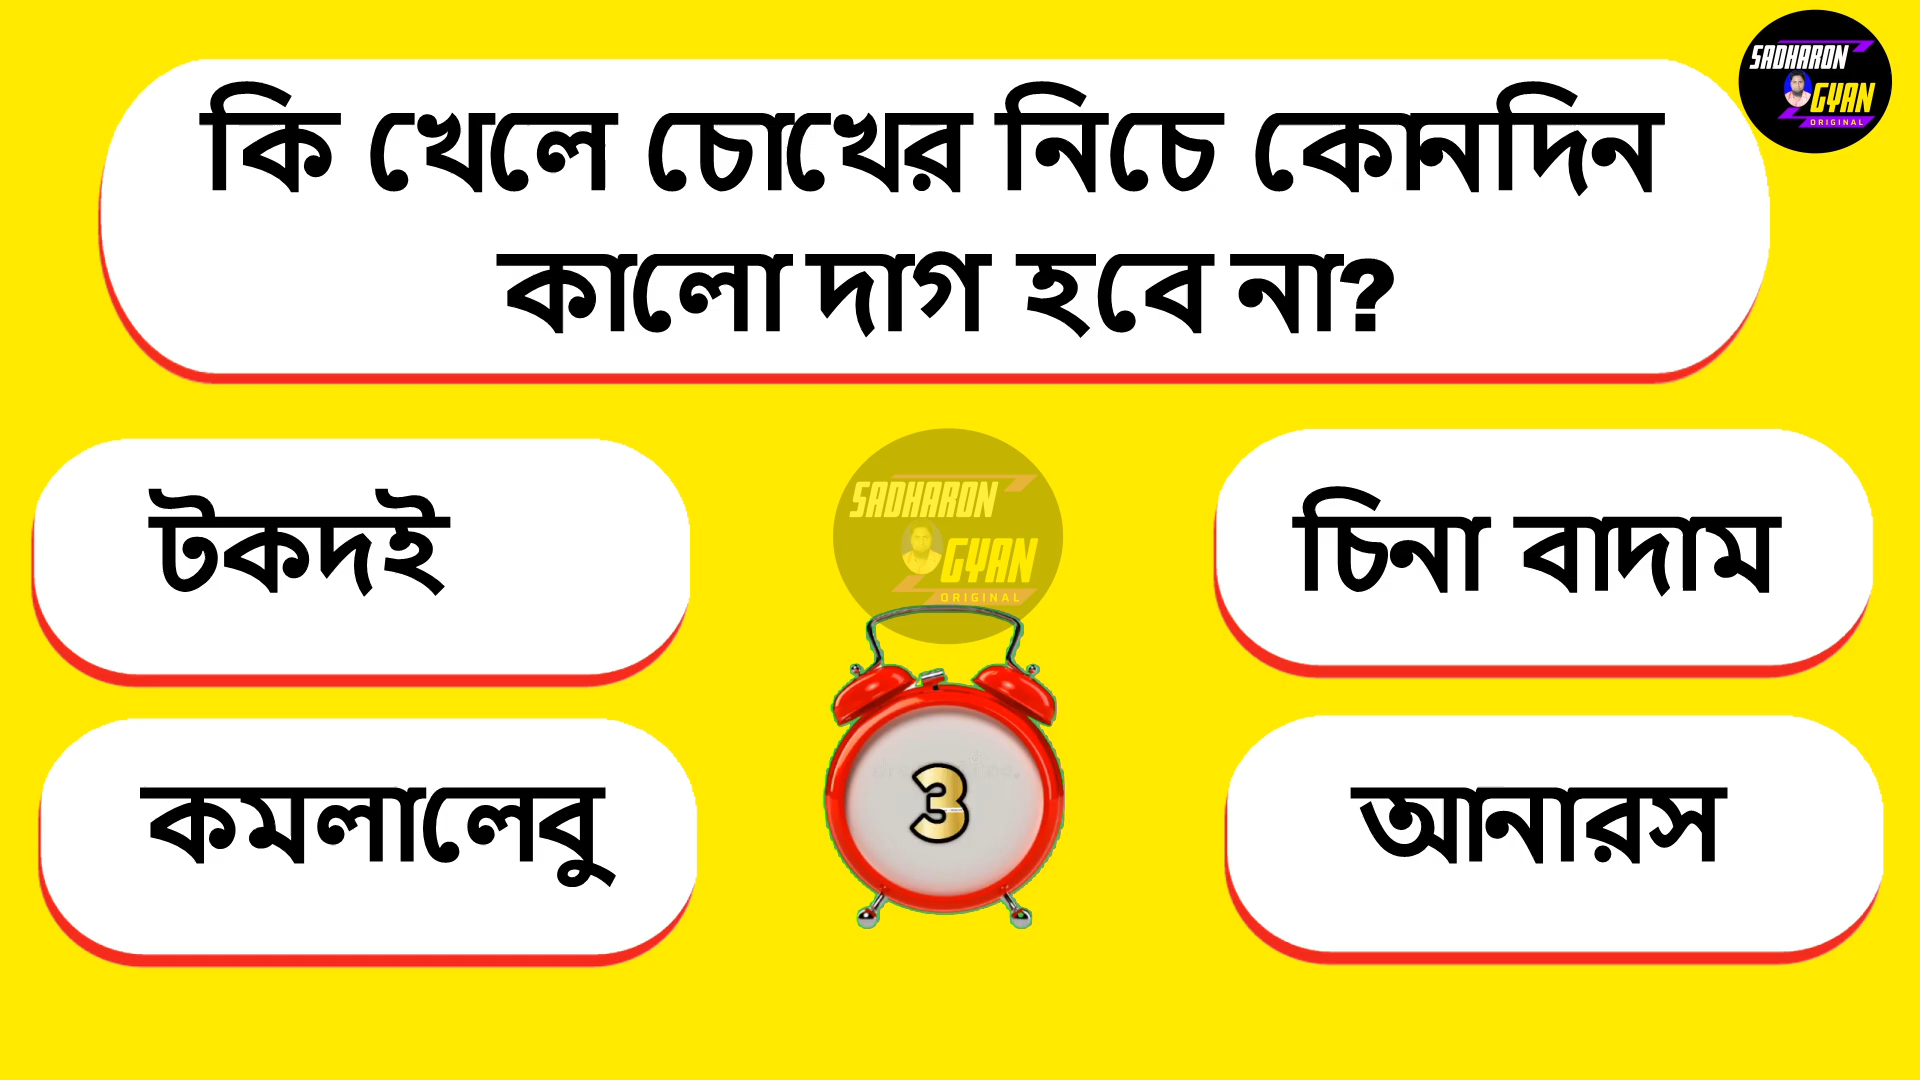 কি খেলে চোখের নিচে কোনদিন
কালো দাগ হবে না?
SADHARON
GYAN
ORIGINAL
টকদই
চিনা বাদাম
SADHARON
GYAN
ORIGINAL
কমলালেবু
আনারস
3